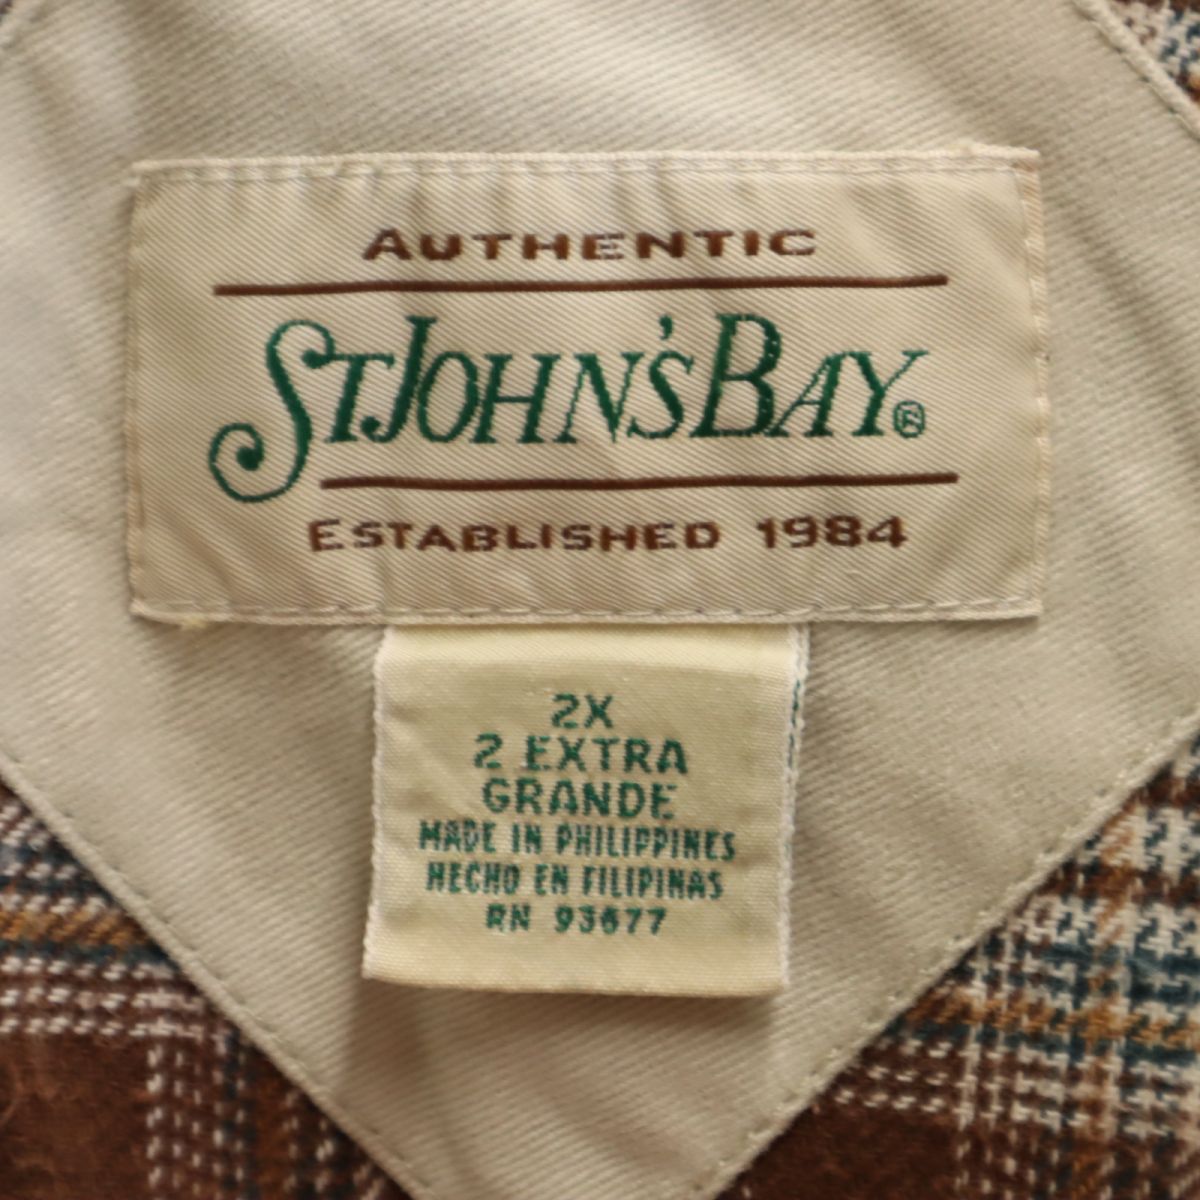 AUTHENTIC
ST JOHN'S BAY®
ESTABLISHED 1984
2X
2 EXTRA
GRANDE
MADE IN PHILIPPINES
HECHO EN FILIPINAS
RN 93677